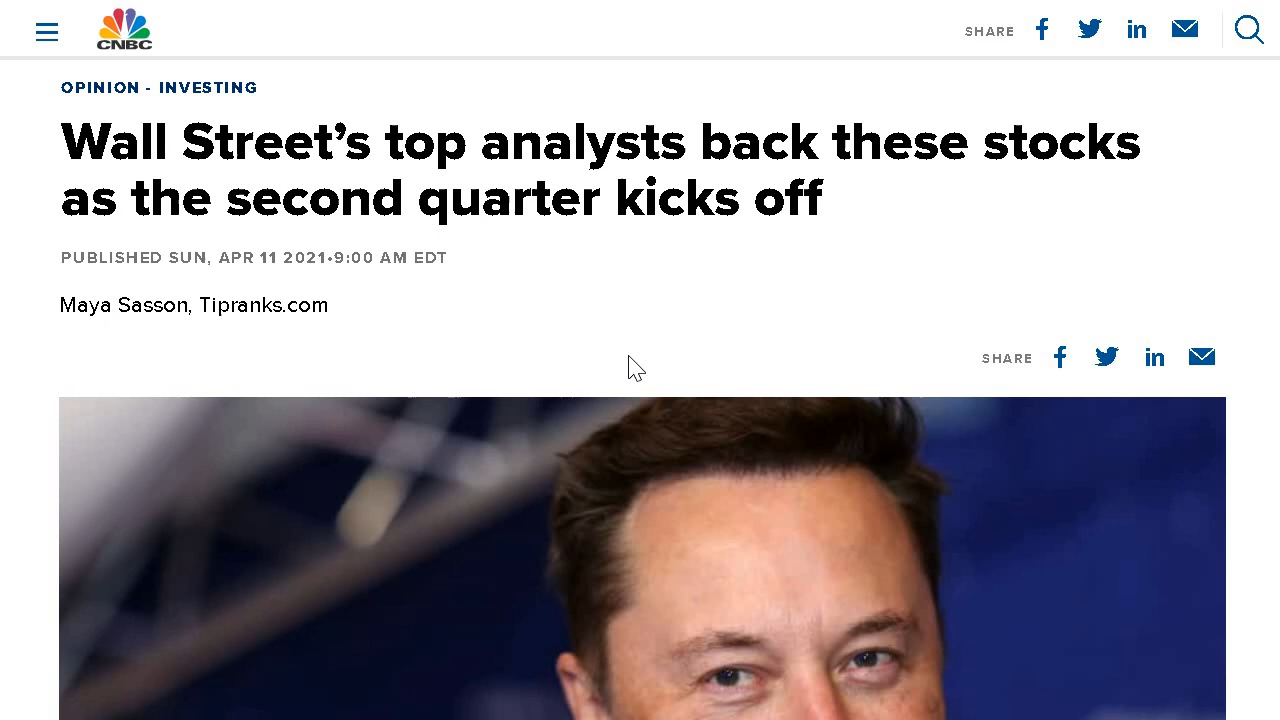 CNBC
SHARE
OPINION - INVESTING
Wall Street’s top analysts back these stocks
as the second quarter kicks off
PUBLISHED SUN, APR 11 2021•9:00 AM EDT
Maya Sasson, Tipranks.com
SHARE